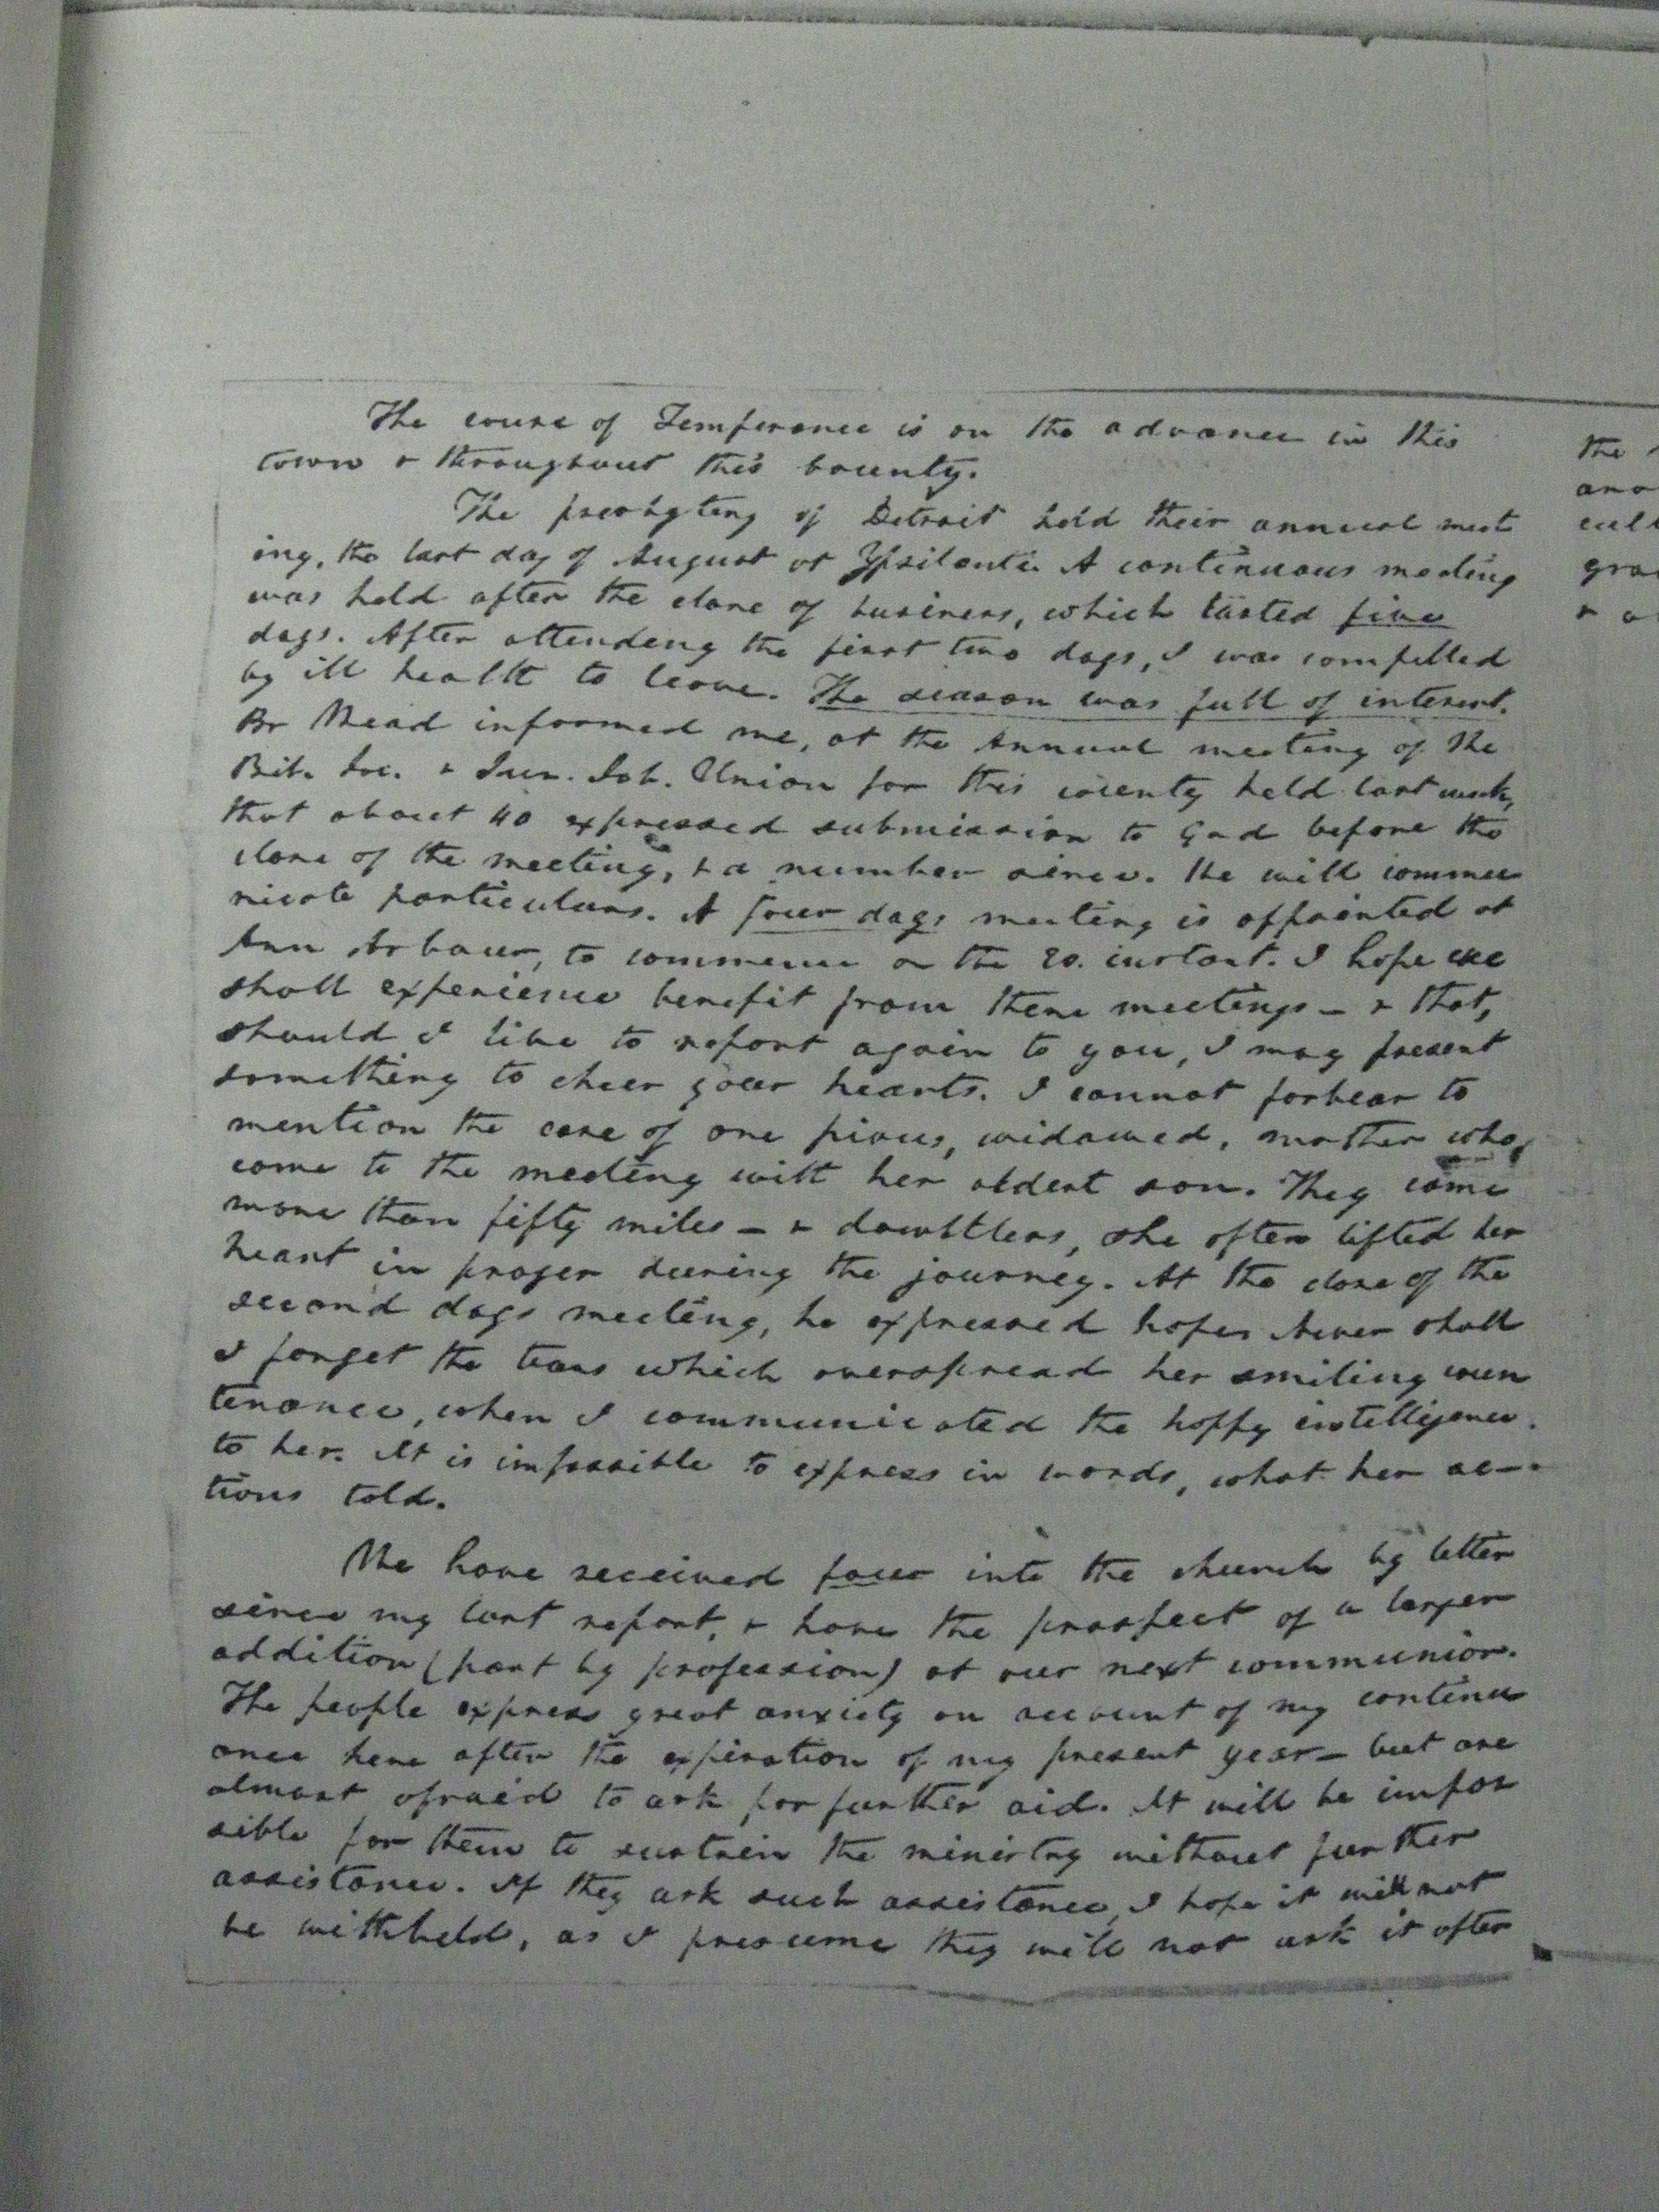 The cause of Temperance is on the advance in this
town & throughout this County.
The presbytery of Detroit held their annual meet
ing, the last day of August at Ypsilanti. A continuous meeting
was held after the close of business, which lasted five
days. After attending the first two days, I was compelled
by ill health to leave. The season was full of interest.
Br Mead informed me, at the Annual meeting of the
Bib. Soc. & Sun. Sch. Union for this county held last week,
that about 40 expressed submission to God before the
close of the meeting, & a number since. He will commu
nicate particulars. A four days meeting is appointed at
Ann Arbour, to commence on the 20. instant. I hope we
shall experience benefit from these meetings - & that,
should I live to report again to you, I may present
something to cheer your hearts. I cannot forbear to
mention the case of one pious, widowed, mother who,
came to the meeting with her oldest son. They came
more than fifty miles - & doubtless, she often lifted her
heart in prayer during the journey. At the close of the
second days meeting, he expressed hope. Never shall
I forget the tears which overspread her smiling coun
tenance, when I communicated the happy intelligence.
to her. It is impossible to express in words, what her ac-
tions told.
We have received four into the church by letter
since my last report, & have the prospect of a larger
addition (part by profession) at our next communion.
The people express great anxiety on account of my continu
ance here after the expiration of my present year - but are
almost afraid to ask for further aid. It will be impos
sible for them to sustain the ministry without further
assistance. If they ask such assistance, I hope it will not
be withheld, as I presume they will not ask it after
the
gra